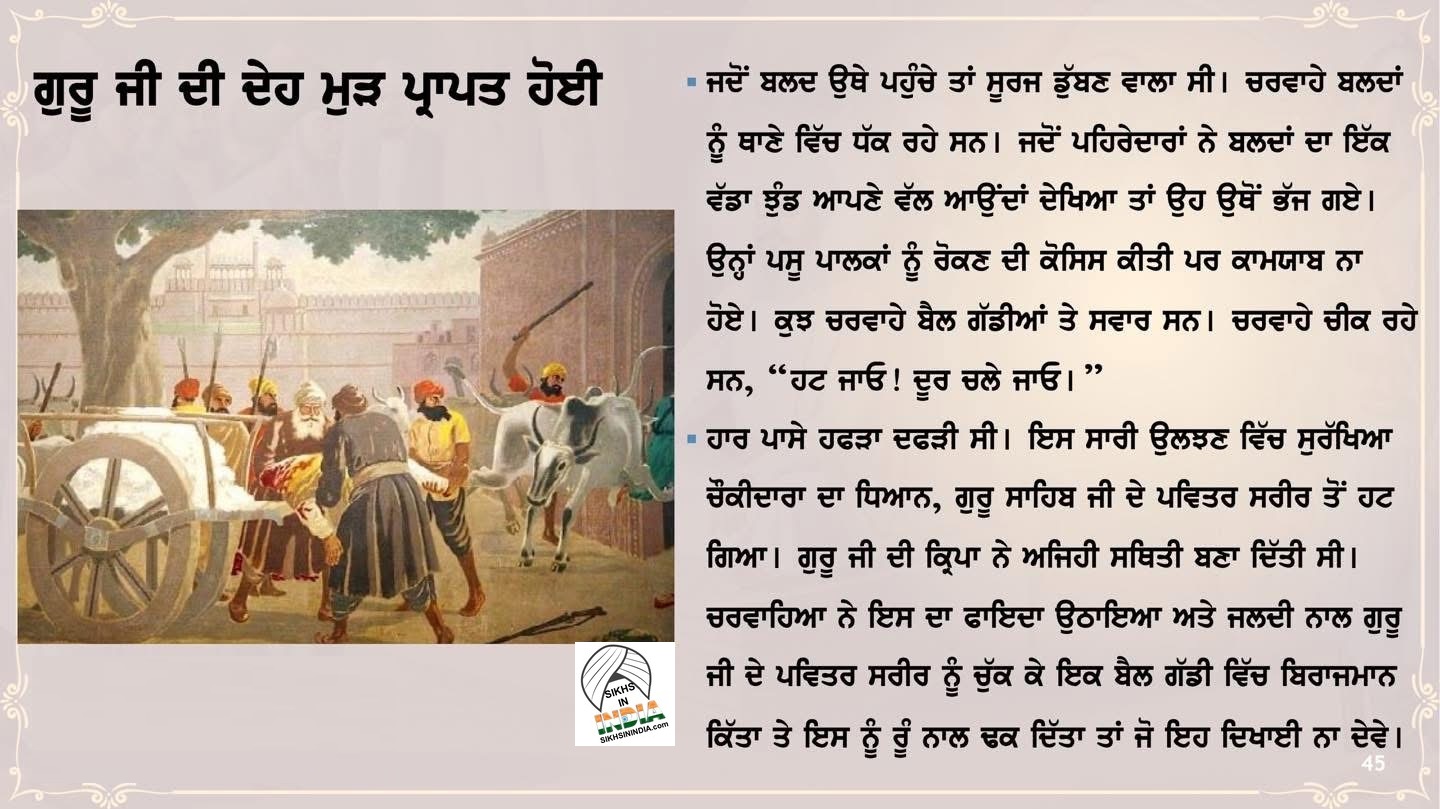 ਗੁਰੂ ਜੀ ਦੀ ਦੇਹ ਮੁੜ ਪ੍ਰਾਪਤ ਹੋਈ
▪ ਜਦੋਂ ਬਲਦ ਉਥੇ ਪਹੁੰਚੇ ਤਾਂ ਸੂਰਜ ਡੁੱਬਣ ਵਾਲਾ ਸੀ। ਚਰਵਾਹੇ ਬਲਦਾਂ
ਨੂੰ ਥਾਣੇ ਵਿੱਚ ਧੱਕ ਰਹੇ ਸਨ। ਜਦੋਂ ਪਹਿਰੇਦਾਰਾਂ ਨੇ ਬਲਦਾਂ ਦਾ ਇੱਕ
ਵੱਡਾ ਝੁੰਡ ਆਪਣੇ ਵੱਲ ਆਉਂਦਾਂ ਦੇਖਿਆ ਤਾਂ ਉਹ ਉਥੋਂ ਭੱਜ ਗਏ।
ਉਨ੍ਹਾਂ ਪਸੂ ਪਾਲਕਾਂ ਨੂੰ ਰੋਕਣ ਦੀ ਕੋਸਿਸ ਕੀਤੀ ਪਰ ਕਾਮਯਾਬ ਨਾ
ਹੋਏ। ਕੁਝ ਚਰਵਾਹੇ ਬੈਲ ਗੱਡੀਆਂ ਤੇ ਸਵਾਰ ਸਨ। ਚਰਵਾਹੇ ਚੀਕ ਰਹੇ
ਸਨ, “ਹਟ ਜਾਓ! ਦੂਰ ਚਲੇ ਜਾਓ।”
▪ ਹਾਰ ਪਾਸੇ ਹਫੜਾ ਦਫੜੀ ਸੀ। ਇਸ ਸਾਰੀ ਉਲਝਣ ਵਿੱਚ ਸੁਰੱਖਿਆ
ਚੌਕੀਦਾਰਾ ਦਾ ਧਿਆਨ, ਗੁਰੂ ਸਾਹਿਬ ਜੀ ਦੇ ਪਵਿਤਰ ਸਰੀਰ ਤੋਂ ਹਟ
ਗਿਆ। ਗੁਰੂ ਜੀ ਦੀ ਕ੍ਰਿਪਾ ਨੇ ਅਜਿਹੀ ਸਥਿਤੀ ਬਣਾ ਦਿੱਤੀ ਸੀ।
ਚਰਵਾਹਿਆ ਨੇ ਇਸ ਦਾ ਫਾਇਦਾ ਉਠਾਇਆ ਅਤੇ ਜਲਦੀ ਨਾਲ ਗੁਰੂ
ਜੀ ਦੇ ਪਵਿਤਰ ਸਰੀਰ ਨੂੰ ਚੁੱਕ ਕੇ ਇਕ ਬੈਲ ਗੱਡੀ ਵਿੱਚ ਬਿਰਾਜਮਾਨ
ਕਿੱਤਾ ਤੇ ਇਸ ਨੂੰ ਰੂੰ ਨਾਲ ਢਕ ਦਿੱਤਾ ਤਾਂ ਜੋ ਇਹ ਦਿਖਾਈ ਨਾ ਦੇਵੇ।
SIKHS
IN
INDIA
SIKHSININDIA.com
45